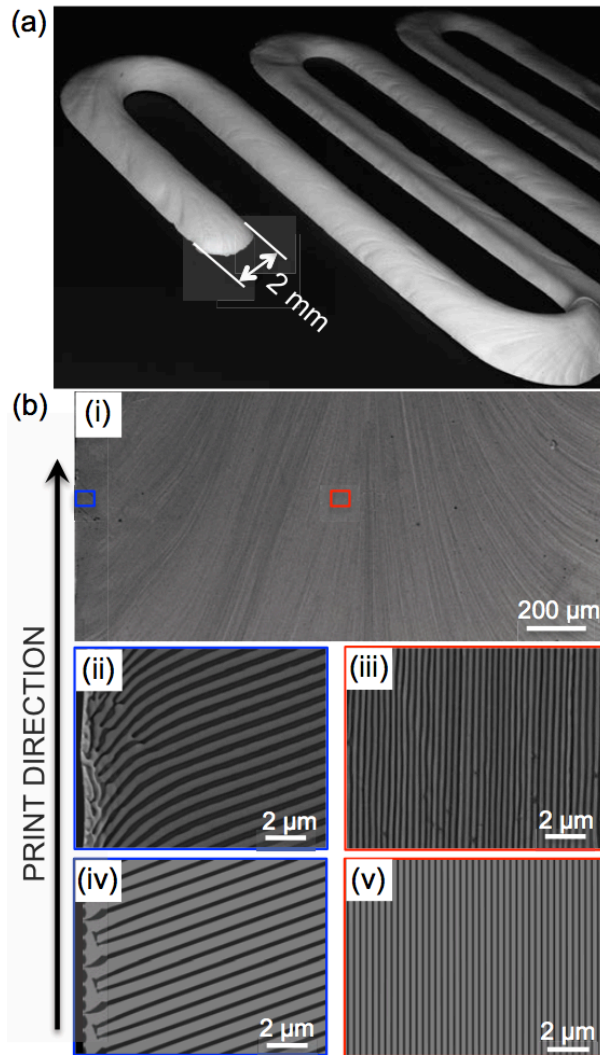 (a)
2 mm
(b)
(i)
200 µm
PRINT DIRECTION
(ii)
2 µm
(iii)
2 µm
(iv)
2 µm
(v)
2 µm